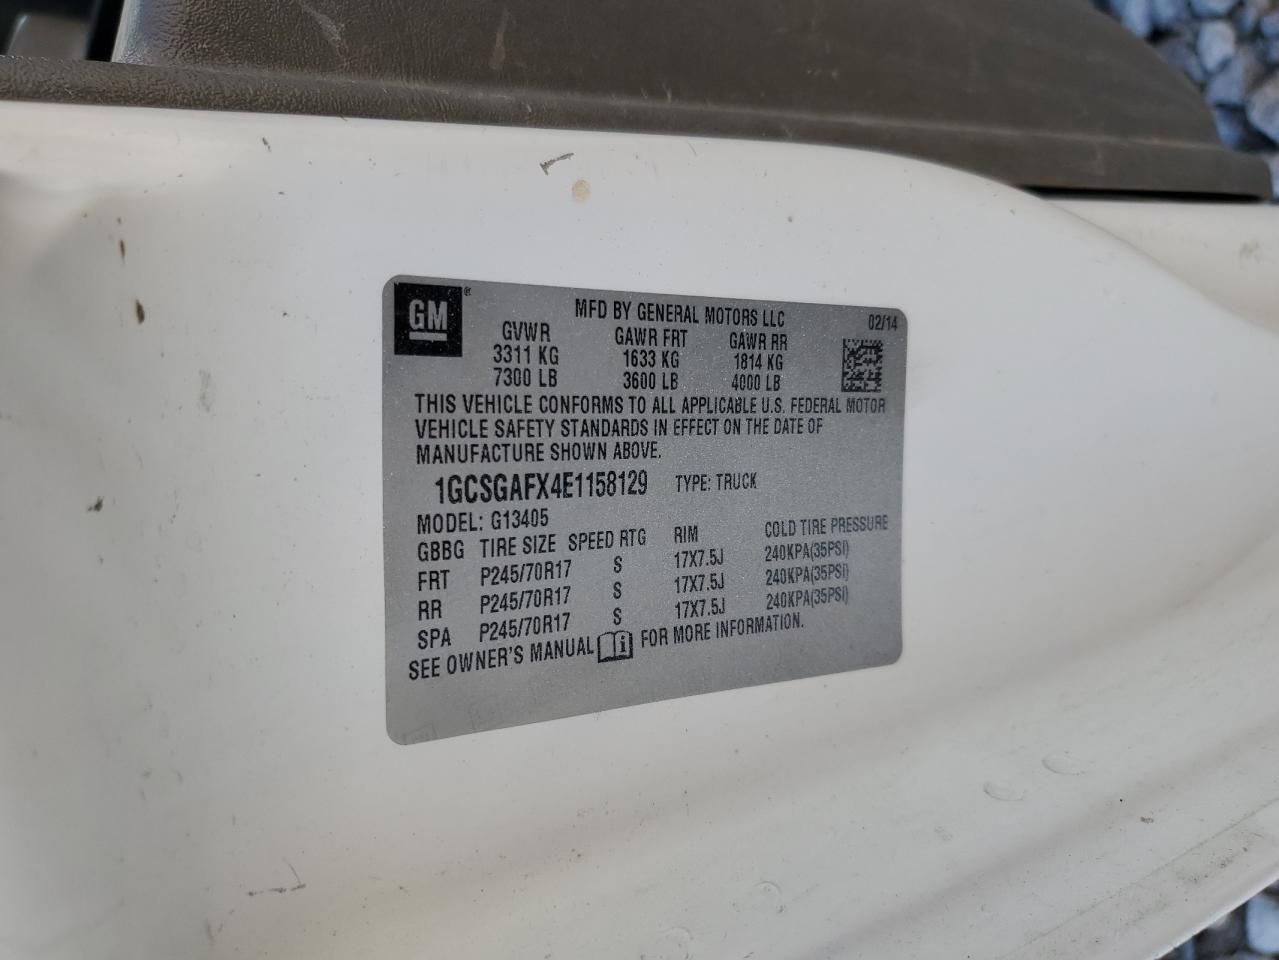 GM ® MFD BY GENERAL MOTORS LLC 02/14
GVWR GAWR FRT GAWR RR
3311 KG 1633 KG 1814 KG
7300 LB 3600 LB 4000 LB
THIS VEHICLE CONFORMS TO ALL APPLICABLE U.S. FEDERAL MOTOR
VEHICLE SAFETY STANDARDS IN EFFECT ON THE DATE OF
MANUFACTURE SHOWN ABOVE.
1GCSGAFX4E1158129 TYPE: TRUCK
MODEL: G13405
GBBG TIRE SIZE SPEED RTG RIM COLD TIRE PRESSURE
FRT P245/70R17 S 17X7.5J 240KPA(35PSI)
RR P245/70R17 S 17X7.5J 240KPA(35PSI)
SPA P245/70R17 S 17X7.5J 240KPA(35PSI)
SEE OWNER'S MANUAL i FOR MORE INFORMATION.